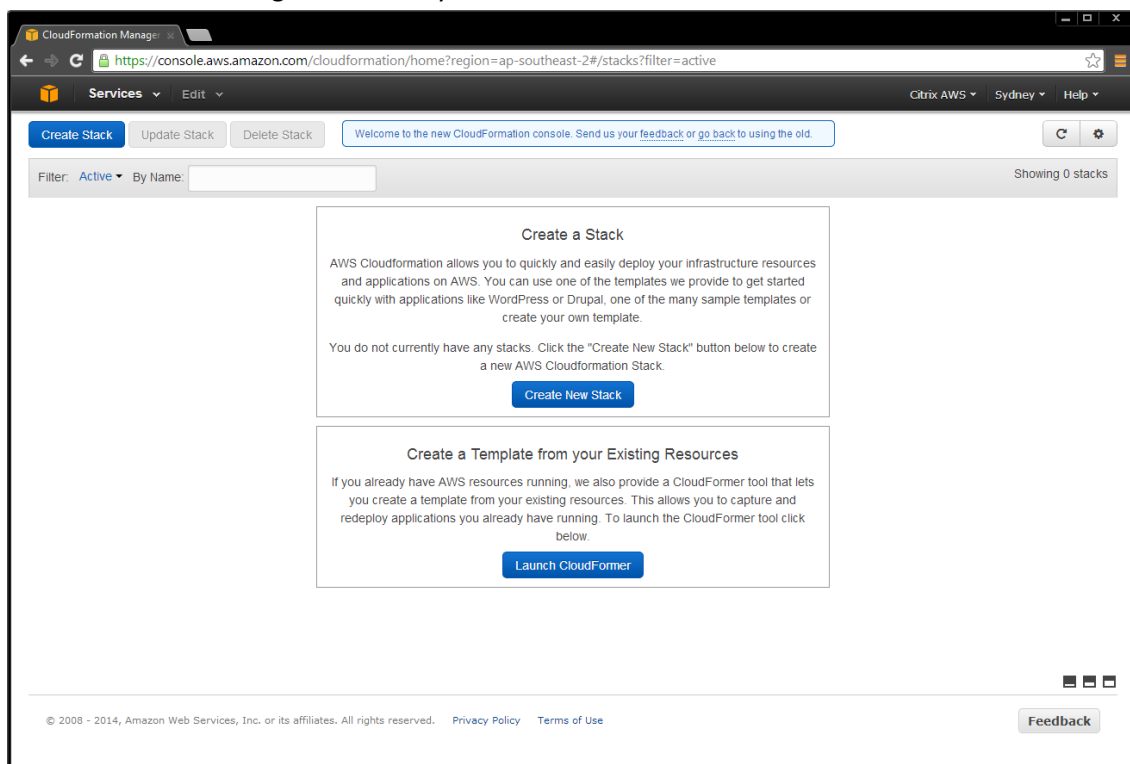 CloudFormation Manager
https://console.aws.amazon.com/cloudformation/home?region=ap-southeast-2#/stacks?filter=active
Services Edit Citrix AWS Sydney Help
Create Stack Update Stack Delete Stack Welcome to the new CloudFormation console. Send us your feedback or go back to using the old.
Filter: Active By Name: Showing 0 stacks
Create a Stack
AWS Cloudformation allows you to quickly and easily deploy your infrastructure resources
and applications on AWS. You can use one of the templates we provide to get started
quickly with applications like WordPress or Drupal, one of the many sample templates or
create your own template.
You do not currently have any stacks. Click the "Create New Stack" button below to create
a new AWS Cloudformation Stack.
Create New Stack
Create a Template from your Existing Resources
If you already have AWS resources running, we also provide a CloudFormer tool that lets
you create a template from your existing resources. This allows you to capture and
redeploy applications you already have running. To launch the CloudFormer tool click
below.
Launch CloudFormer
© 2008 - 2014, Amazon Web Services, Inc. or its affiliates. All rights reserved. Privacy Policy Terms of Use Feedback